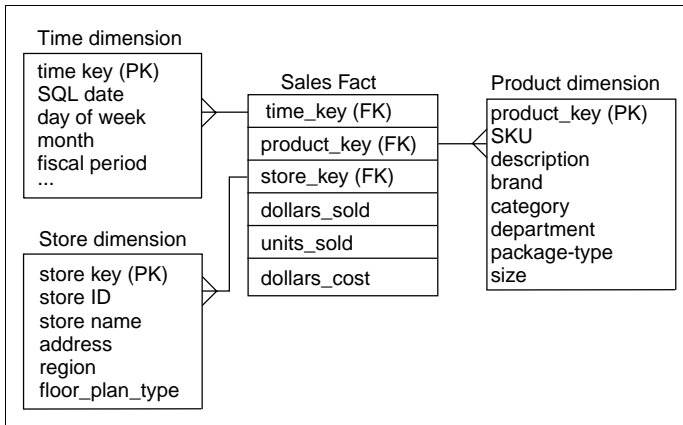 Time dimension
time key (PK)
SQL date
day of week
month
fiscal period
...
Store dimension
store key (PK)
store ID
store name
address
region
floor_plan_type
Sales Fact
time_key (FK)
product_key (FK)
store_key (FK)
dollars_sold
units_sold
dollars_cost
Product dimension
product_key (PK)
SKU
description
brand
category
department
package-type
size